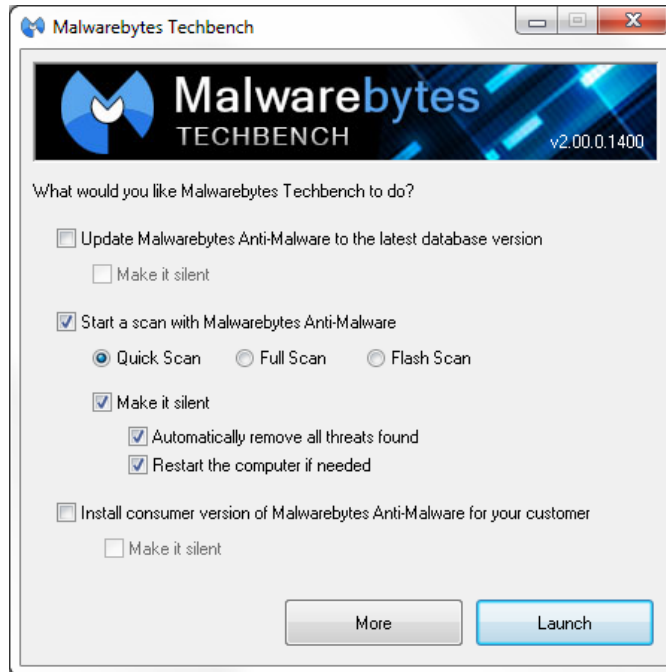 Malwarebytes Techbench
Malwarebytes
TECHBENCH
v2.00.0.1400
What would you like Malwarebytes Techbench to do?
Update Malwarebytes Anti-Malware to the latest database version
Make it silent
Start a scan with Malwarebytes Anti-Malware
Quick Scan Full Scan Flash Scan
Make it silent
Automatically remove all threats found
Restart the computer if needed
Install consumer version of Malwarebytes Anti-Malware for your customer
Make it silent
More Launch